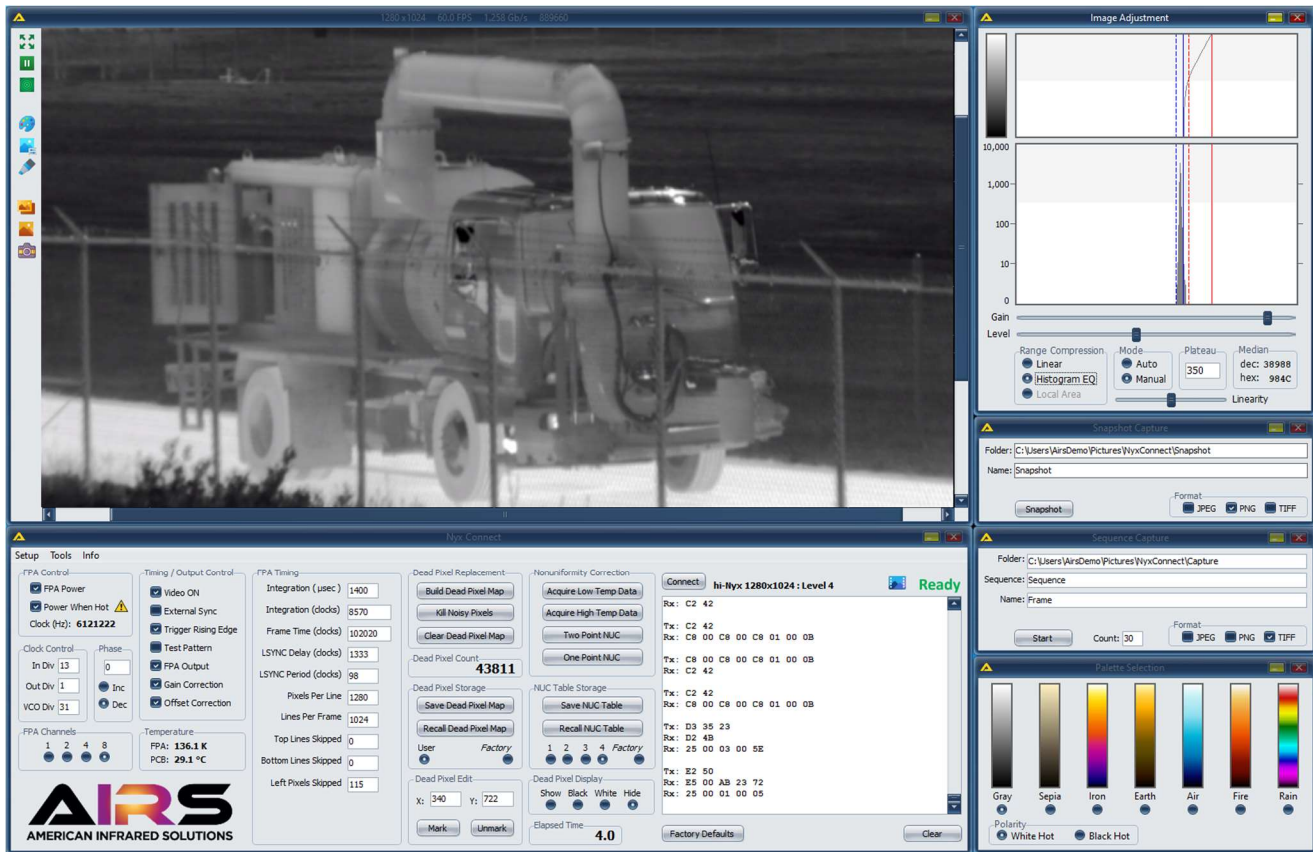 1280 x 1024 60.0 FPS 1.258 Gb/s 889660
Image Adjustment
10,000
1,000
100
10
0
Gain
Level
Range Compression
Linear
Histogram EQ
Local Area
Mode
Auto
Manual
Plateau
350
Median
dec: 38988
hex: 984C
Linearity
Snapshot Capture
Folder: C:\Users\AirsDemo\Pictures\NyxConnect\Snapshot
Name: Snapshot
Snapshot
Format
JPEG PNG TIFF
Nyx Connect
Setup Tools Info
FPA Control
FPA Power
Power When Hot
Clock (Hz): 6121222
Clock Control
In Div 13
Out Div 1
VCO Div 31
Phase
0
Inc
Dec
FPA Channels
1 2 4 8
Timing / Output Control
Video ON
External Sync
Trigger Rising Edge
Test Pattern
FPA Output
Gain Correction
Offset Correction
Temperature
FPA: 136.1 K
PCB: 29.1 °C
AIRS
AMERICAN INFRARED SOLUTIONS
FPA Timing
Integration (µsec) 1400
Integration (clocks) 8570
Frame Time (clocks) 102020
LSYNC Delay (clocks) 1333
LSYNC Period (clocks) 98
Pixels Per Line 1280
Lines Per Frame 1024
Top Lines Skipped 0
Bottom Lines Skipped 0
Left Pixels Skipped 115
Dead Pixel Replacement
Build Dead Pixel Map
Kill Noisy Pixels
Clear Dead Pixel Map
Dead Pixel Count
43811
Dead Pixel Storage
Save Dead Pixel Map
Recall Dead Pixel Map
User Factory
Dead Pixel Edit
X: 340 Y: 722
Mark Unmark
Nonuniformity Correction
Acquire Low Temp Data
Acquire High Temp Data
Two Point NUC
One Point NUC
NUC Table Storage
Save NUC Table
Recall NUC Table
1 2 3 4 Factory
Dead Pixel Display
Show Black White Hide
Elapsed Time
4.0
Connect hi-Nyx 1280x1024 : Level 4 Ready
Rx: C2 42
Tx: C2 42
Rx: C8 00 C8 00 C8 01 00 0B
Tx: C8 00 C8 00 C8 01 00 0B
Rx: C2 42
Tx: C2 42
Rx: C8 00 C8 00 C8 01 00 0B
Tx: D3 35 23
Rx: D2 4B
Rx: 25 00 03 00 5E
Tx: E2 50
Rx: E5 00 AB 23 72
Rx: 25 00 01 00 05
Factory Defaults Clear
Sequence Capture
Folder: C:\Users\AirsDemo\Pictures\NyxConnect\Capture
Sequence: Sequence
Name: Frame
Start Count: 30
Format
JPEG PNG TIFF
Palette Selection
Gray Sepia Iron Earth Air Fire Rain
Polarity
White Hot Black Hot